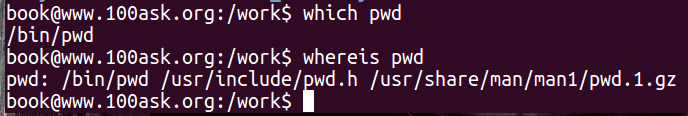 book@www.100ask.org:/work$ which pwd
/bin/pwd
book@www.100ask.org:/work$ whereis pwd
pwd: /bin/pwd /usr/include/pwd.h /usr/share/man/man1/pwd.1.gz
book@www.100ask.org:/work$